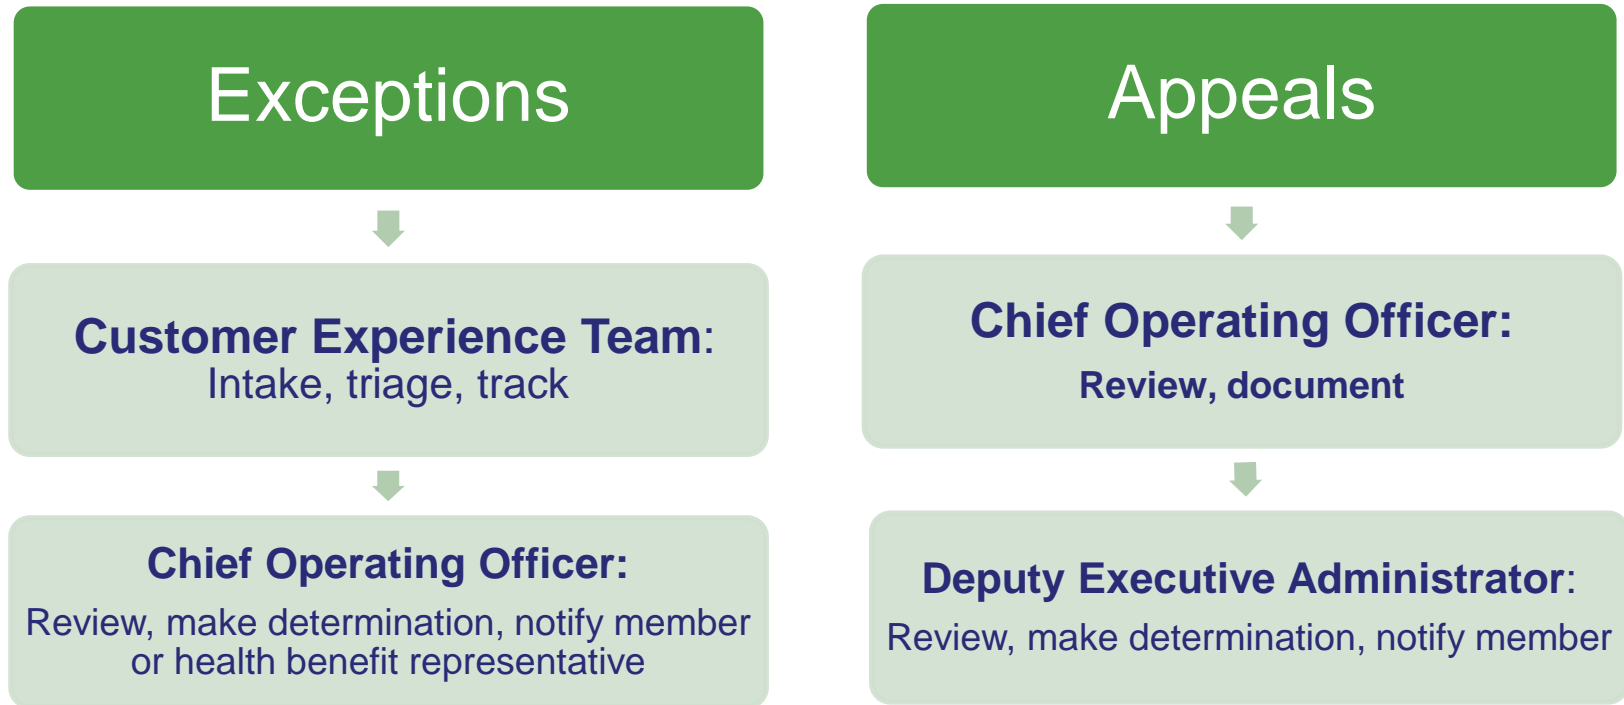 Exceptions
Customer Experience Team:
Intake, triage, track
Chief Operating Officer:
Review, make determination, notify member
or health benefit representative
Appeals
Chief Operating Officer:
Review, document
Deputy Executive Administrator:
Review, make determination, notify member